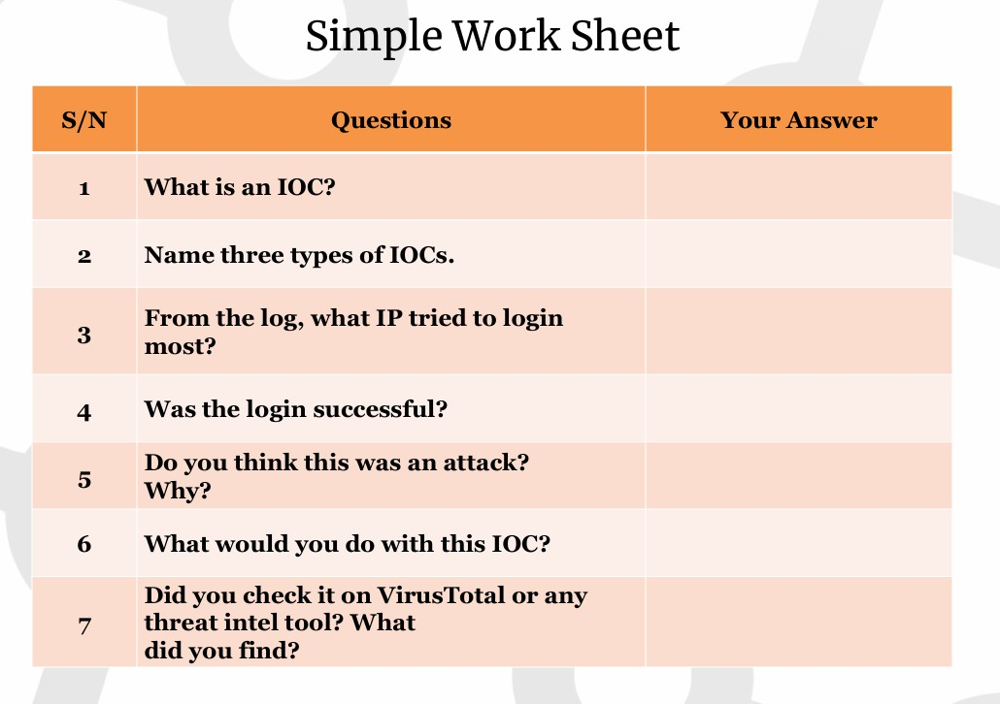 Simple Work Sheet
S/N Questions Your Answer
1 What is an IOC?
2 Name three types of IOCs.
3 From the log, what IP tried to login
most?
4 Was the login successful?
5 Do you think this was an attack?
Why?
6 What would you do with this IOC?
7 Did you check it on VirusTotal or any
threat intel tool? What
did you find?